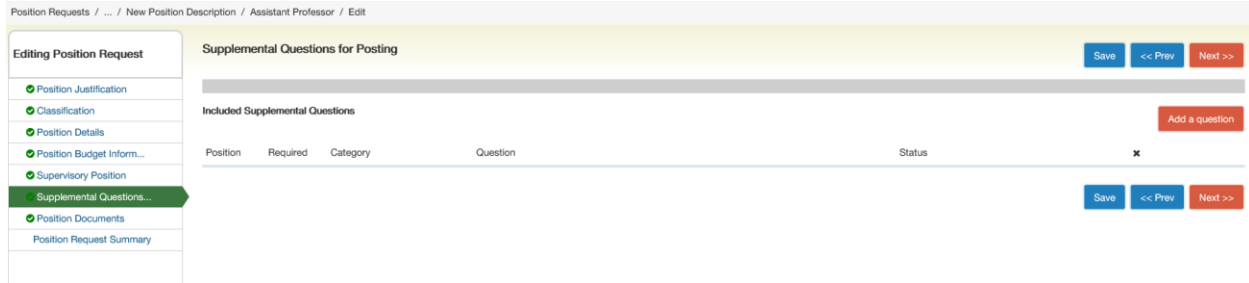 Position Requests / ... / New Position Description / Assistant Professor / Edit
Editing Position Request
Position Justification
Classification
Position Details
Position Budget Inform...
Supervisory Position
Supplemental Questions...
Position Documents
Position Request Summary
Supplemental Questions for Posting
Save << Prev Next >>
Included Supplemental Questions
Add a question
Position Required Category Question Status
Save << Prev Next >>